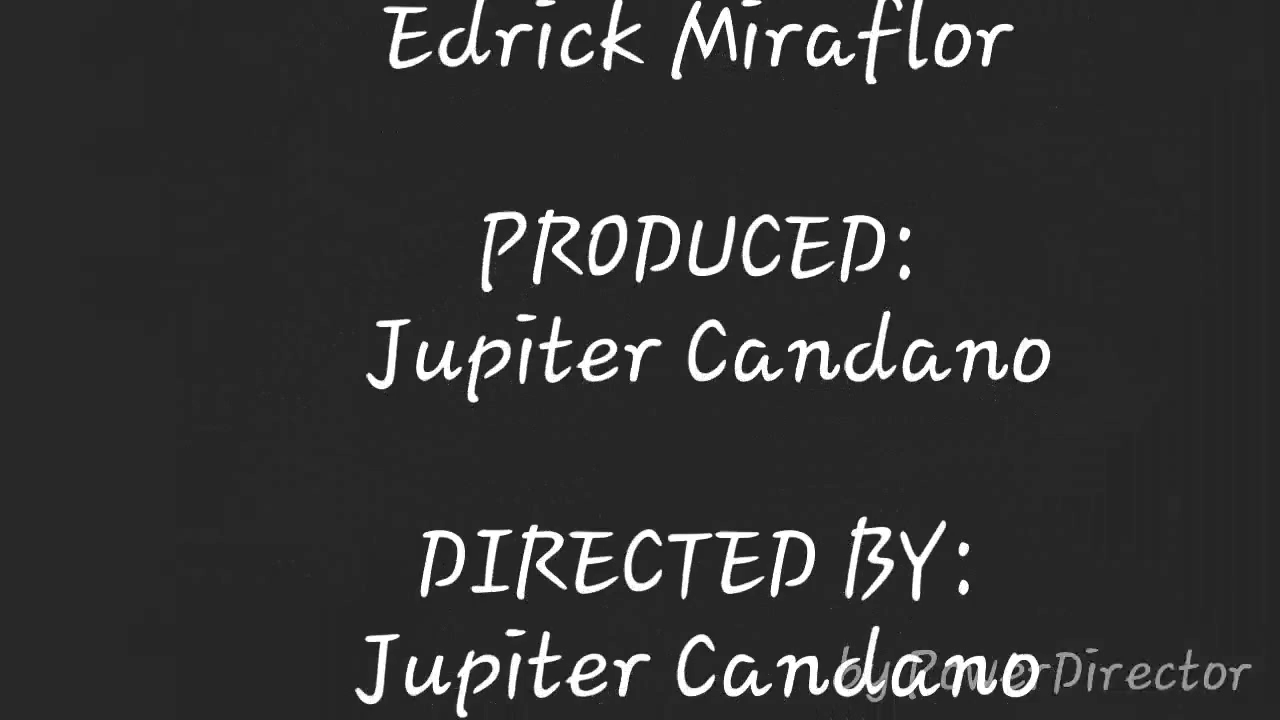 Edrick Miraflor
PRODUCED:
Jupiter Candano
DIRECTED BY:
Jupiter Candano
by PowerDirector